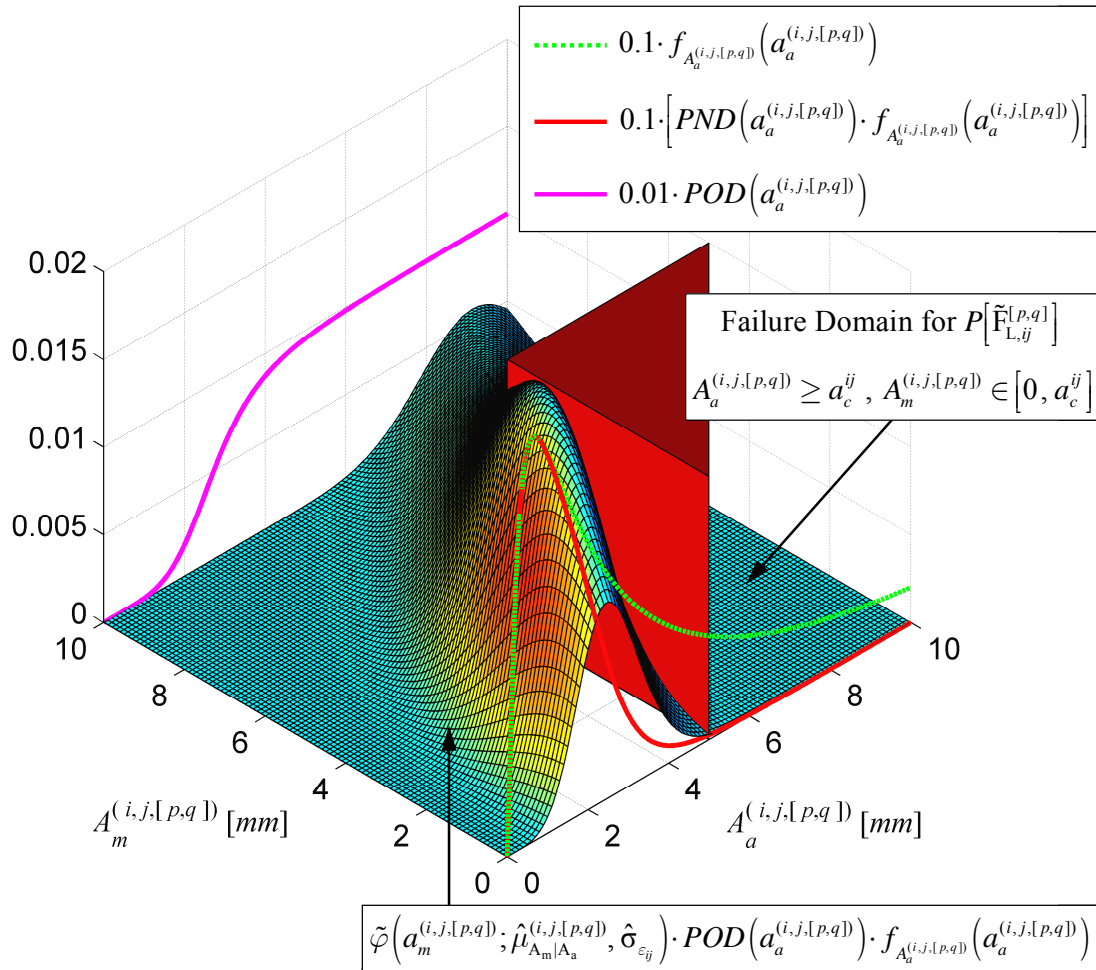 0.1·f_{A_a^{(i,j,[p,q])}}(a_a^{(i,j,[p,q])})
0.1·[PND(a_a^{(i,j,[p,q])})·f_{A_a^{(i,j,[p,q])}}(a_a^{(i,j,[p,q])})]
0.01·POD(a_a^{(i,j,[p,q])})
Failure Domain for P[F̃_{L,ij}^{[p,q]}]
A_a^{(i,j,[p,q])} ≥ a_c^{ij} , A_m^{(i,j,[p,q])} ∈ [0, a_c^{ij}]
0.02
0.015
0.01
0.005
0
10
8
6
4
2
0
0
2
4
6
8
10
A_m^{(i,j,[p,q])} [mm]
A_a^{(i,j,[p,q])} [mm]
φ̃(a_m^{(i,j,[p,q])}; μ̂_{A_m|A_a}^{(i,j,[p,q])}, σ̂_{ε_{ij}})·POD(a_a^{(i,j,[p,q])})·f_{A_a^{(i,j,[p,q])}}(a_a^{(i,j,[p,q])})